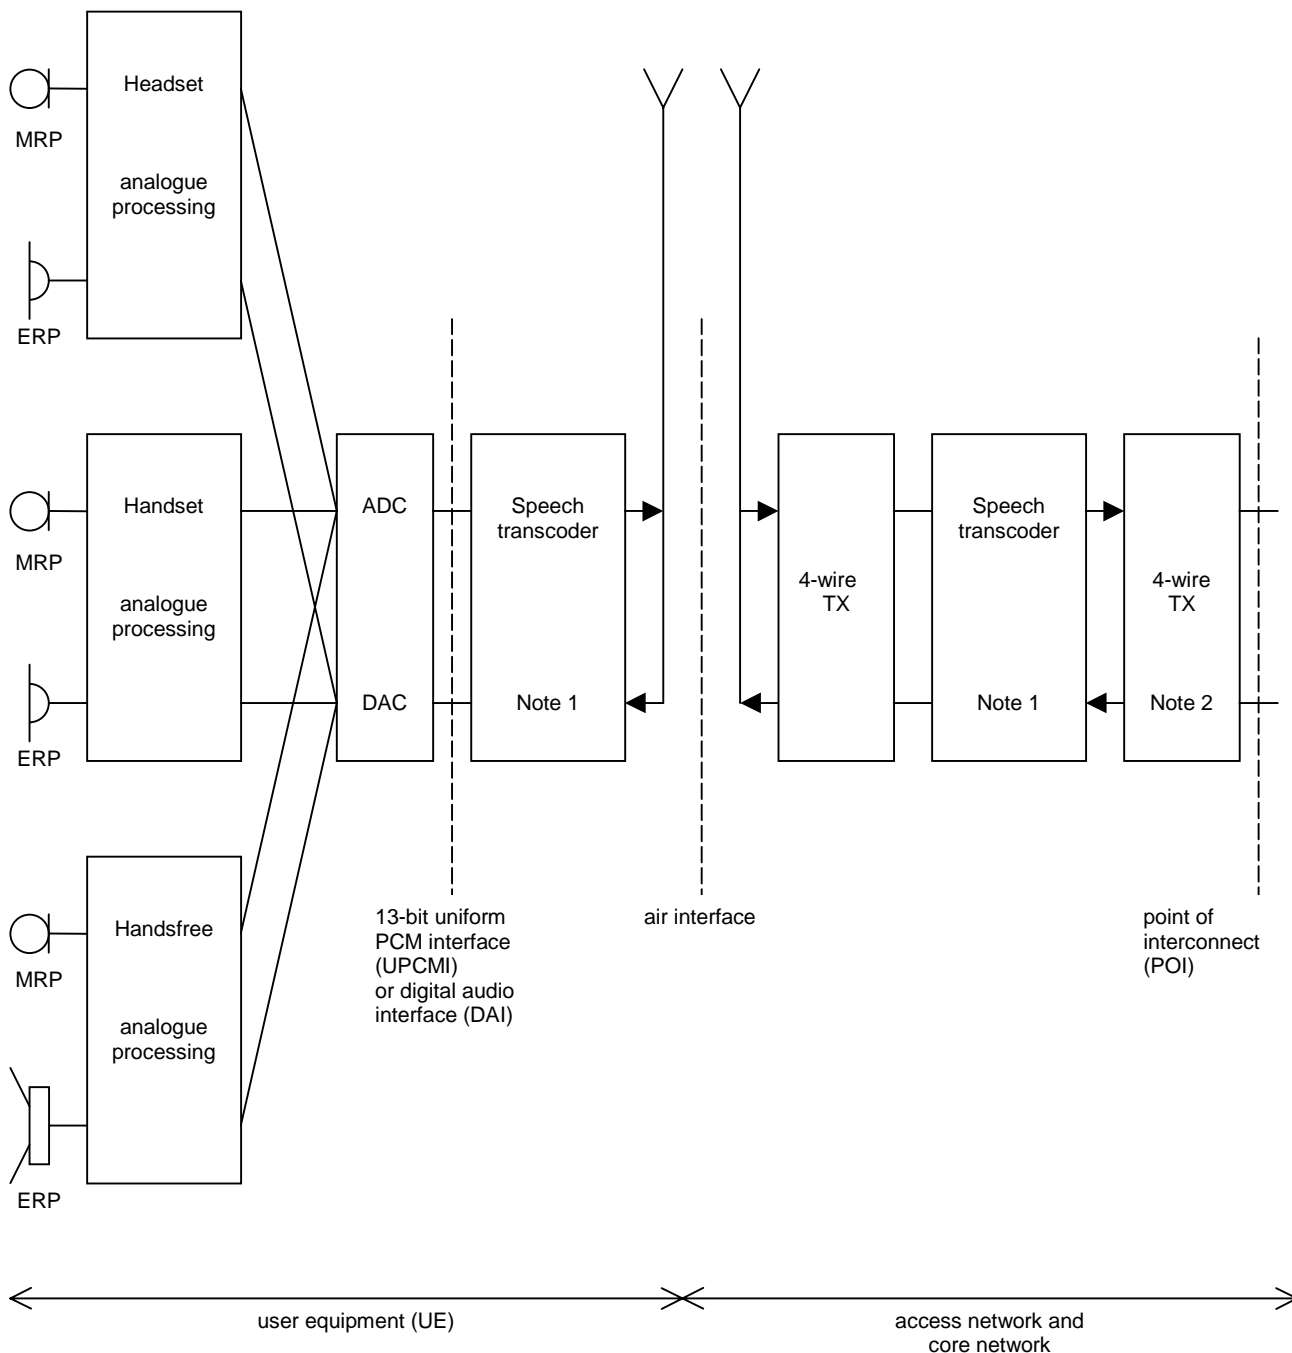 Headset
MRP
analogue
processing
ERP
Handset
MRP
analogue
processing
ERP
Handsfree
MRP
analogue
processing
ERP
ADC
DAC
Speech
transcoder
Note 1
4-wire
TX
Speech
transcoder
Note 1
4-wire
TX
Note 2
13-bit uniform
PCM interface
(UPCMI)
or digital audio
interface (DAI)
air interface
point of
interconnect
(POI)
user equipment (UE)
access network and
core network